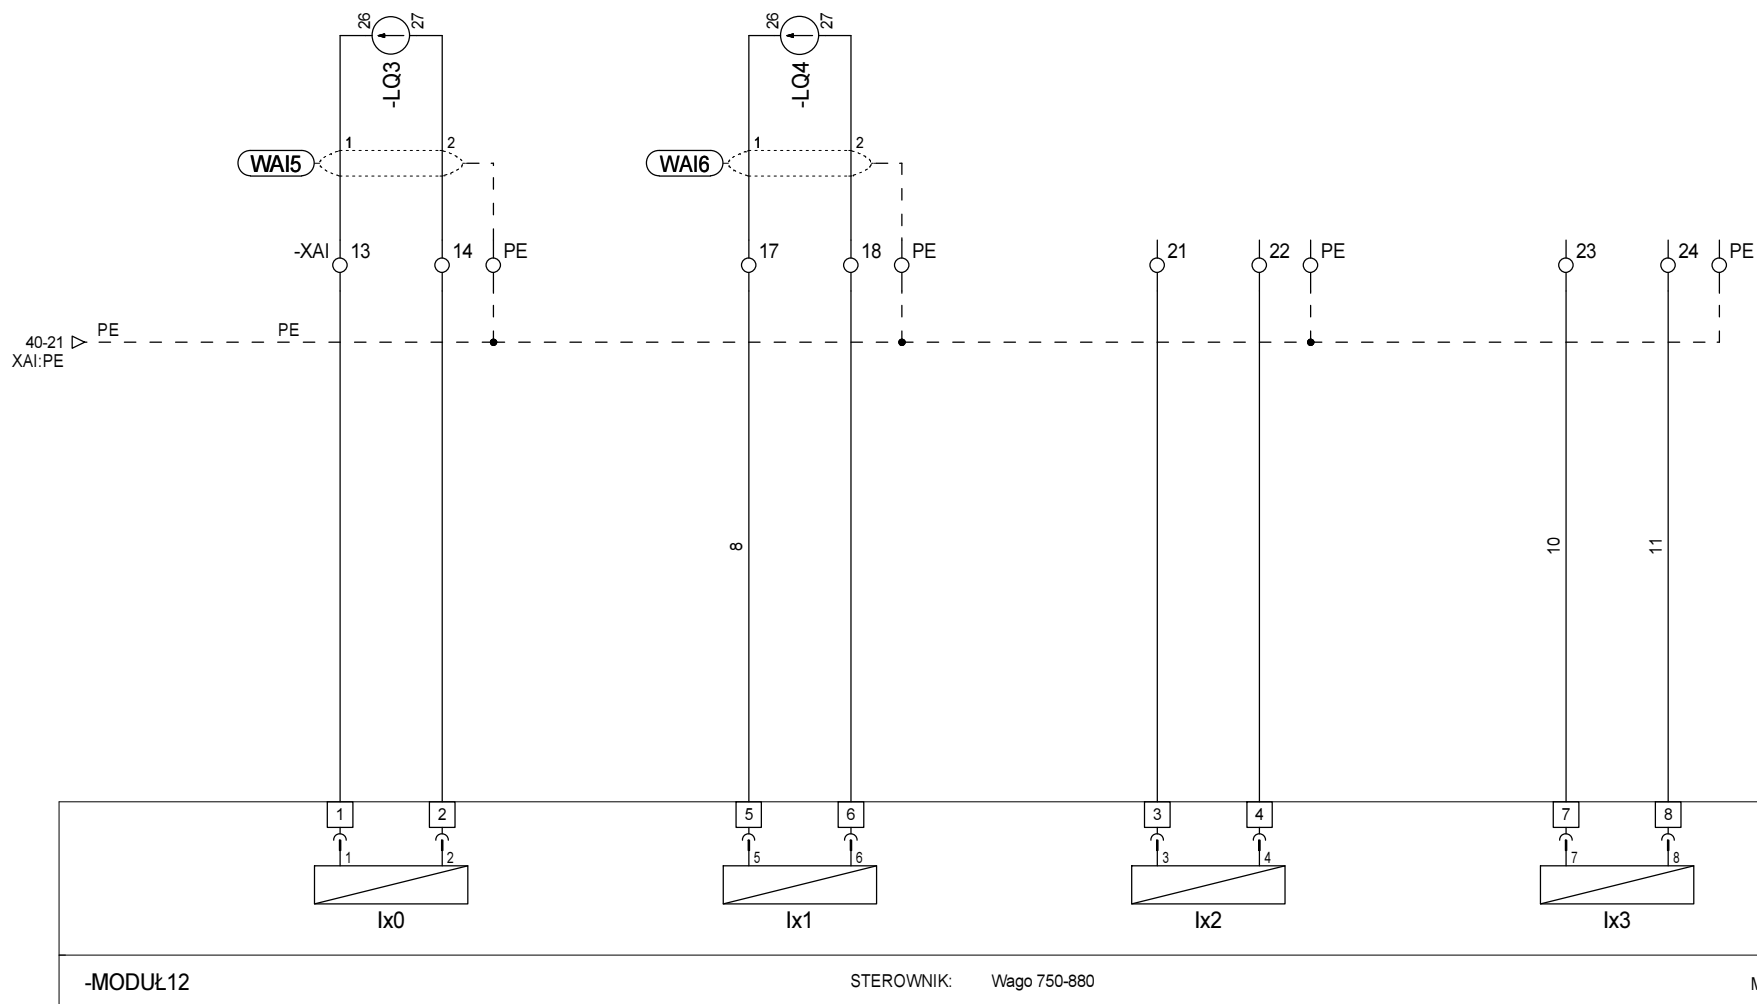 26 27
26 27
-LQ3
-LQ4
1 2
1 2
WAI5
WAI6
-XAI 13 14 PE 17 18 PE 21 22 PE 23 24 PE
PE PE
40-21
XAI:PE
8 10 11
1 2 5 6 3 4 7 8
1 2 5 6 3 4 7 8
Ix0 Ix1 Ix2 Ix3
-MODUŁ12 STEROWNIK: Wago 750-880